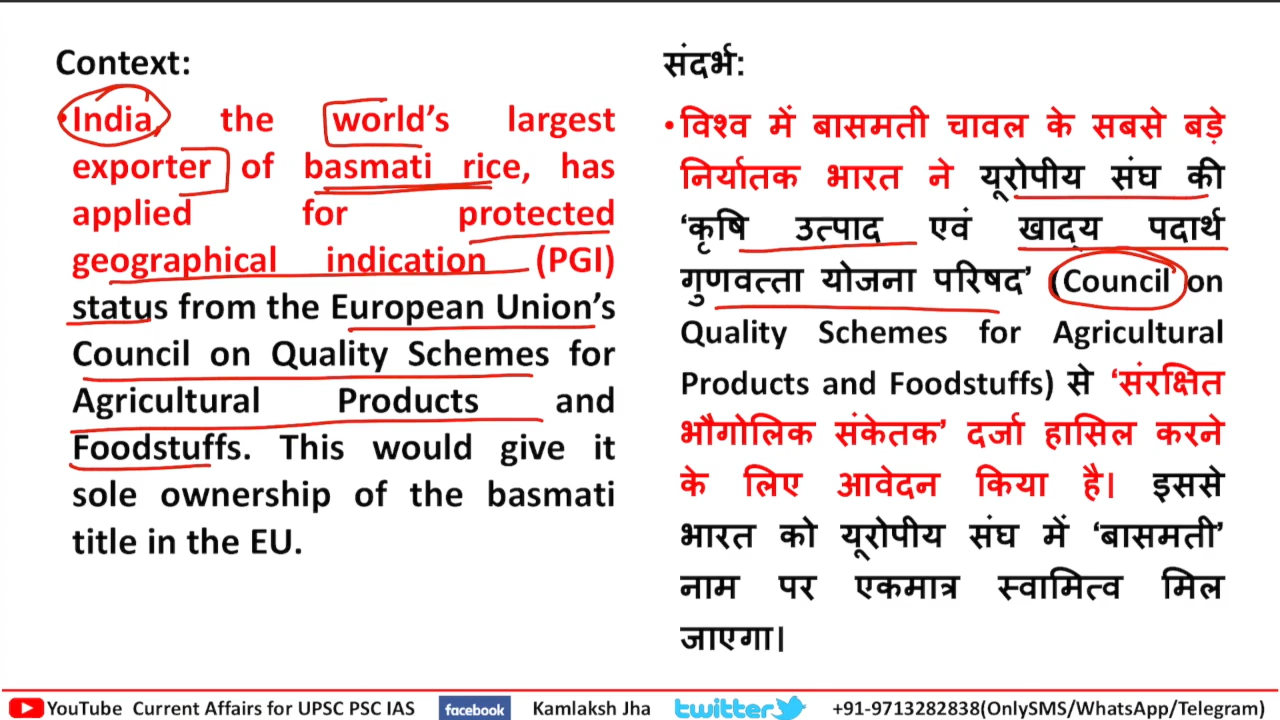 Context:
•India, the world's largest
exporter of basmati rice, has
applied for protected
geographical indication (PGI)
status from the European Union's
Council on Quality Schemes for
Agricultural Products and
Foodstuffs. This would give it
sole ownership of the basmati
title in the EU.
संदर्भ:
•विश्व में बासमती चावल के सबसे बड़े
निर्यातक भारत ने यूरोपीय संघ की
‘कृषि उत्पाद एवं खाद्य पदार्थ
गुणवत्ता योजना परिषद’ (Council on
Quality Schemes for Agricultural
Products and Foodstuffs) से ‘संरक्षित
भौगोलिक संकेतक’ दर्जा हासिल करने
के लिए आवेदन किया है। इससे
भारत को यूरोपीय संघ में ‘बासमती’
नाम पर एकमात्र स्वामित्व मिल
जाएगा।
YouTube Current Affairs for UPSC PSC IAS facebook Kamlaksh Jha twitter +91-9713282838(OnlySMS/WhatsApp/Telegram)